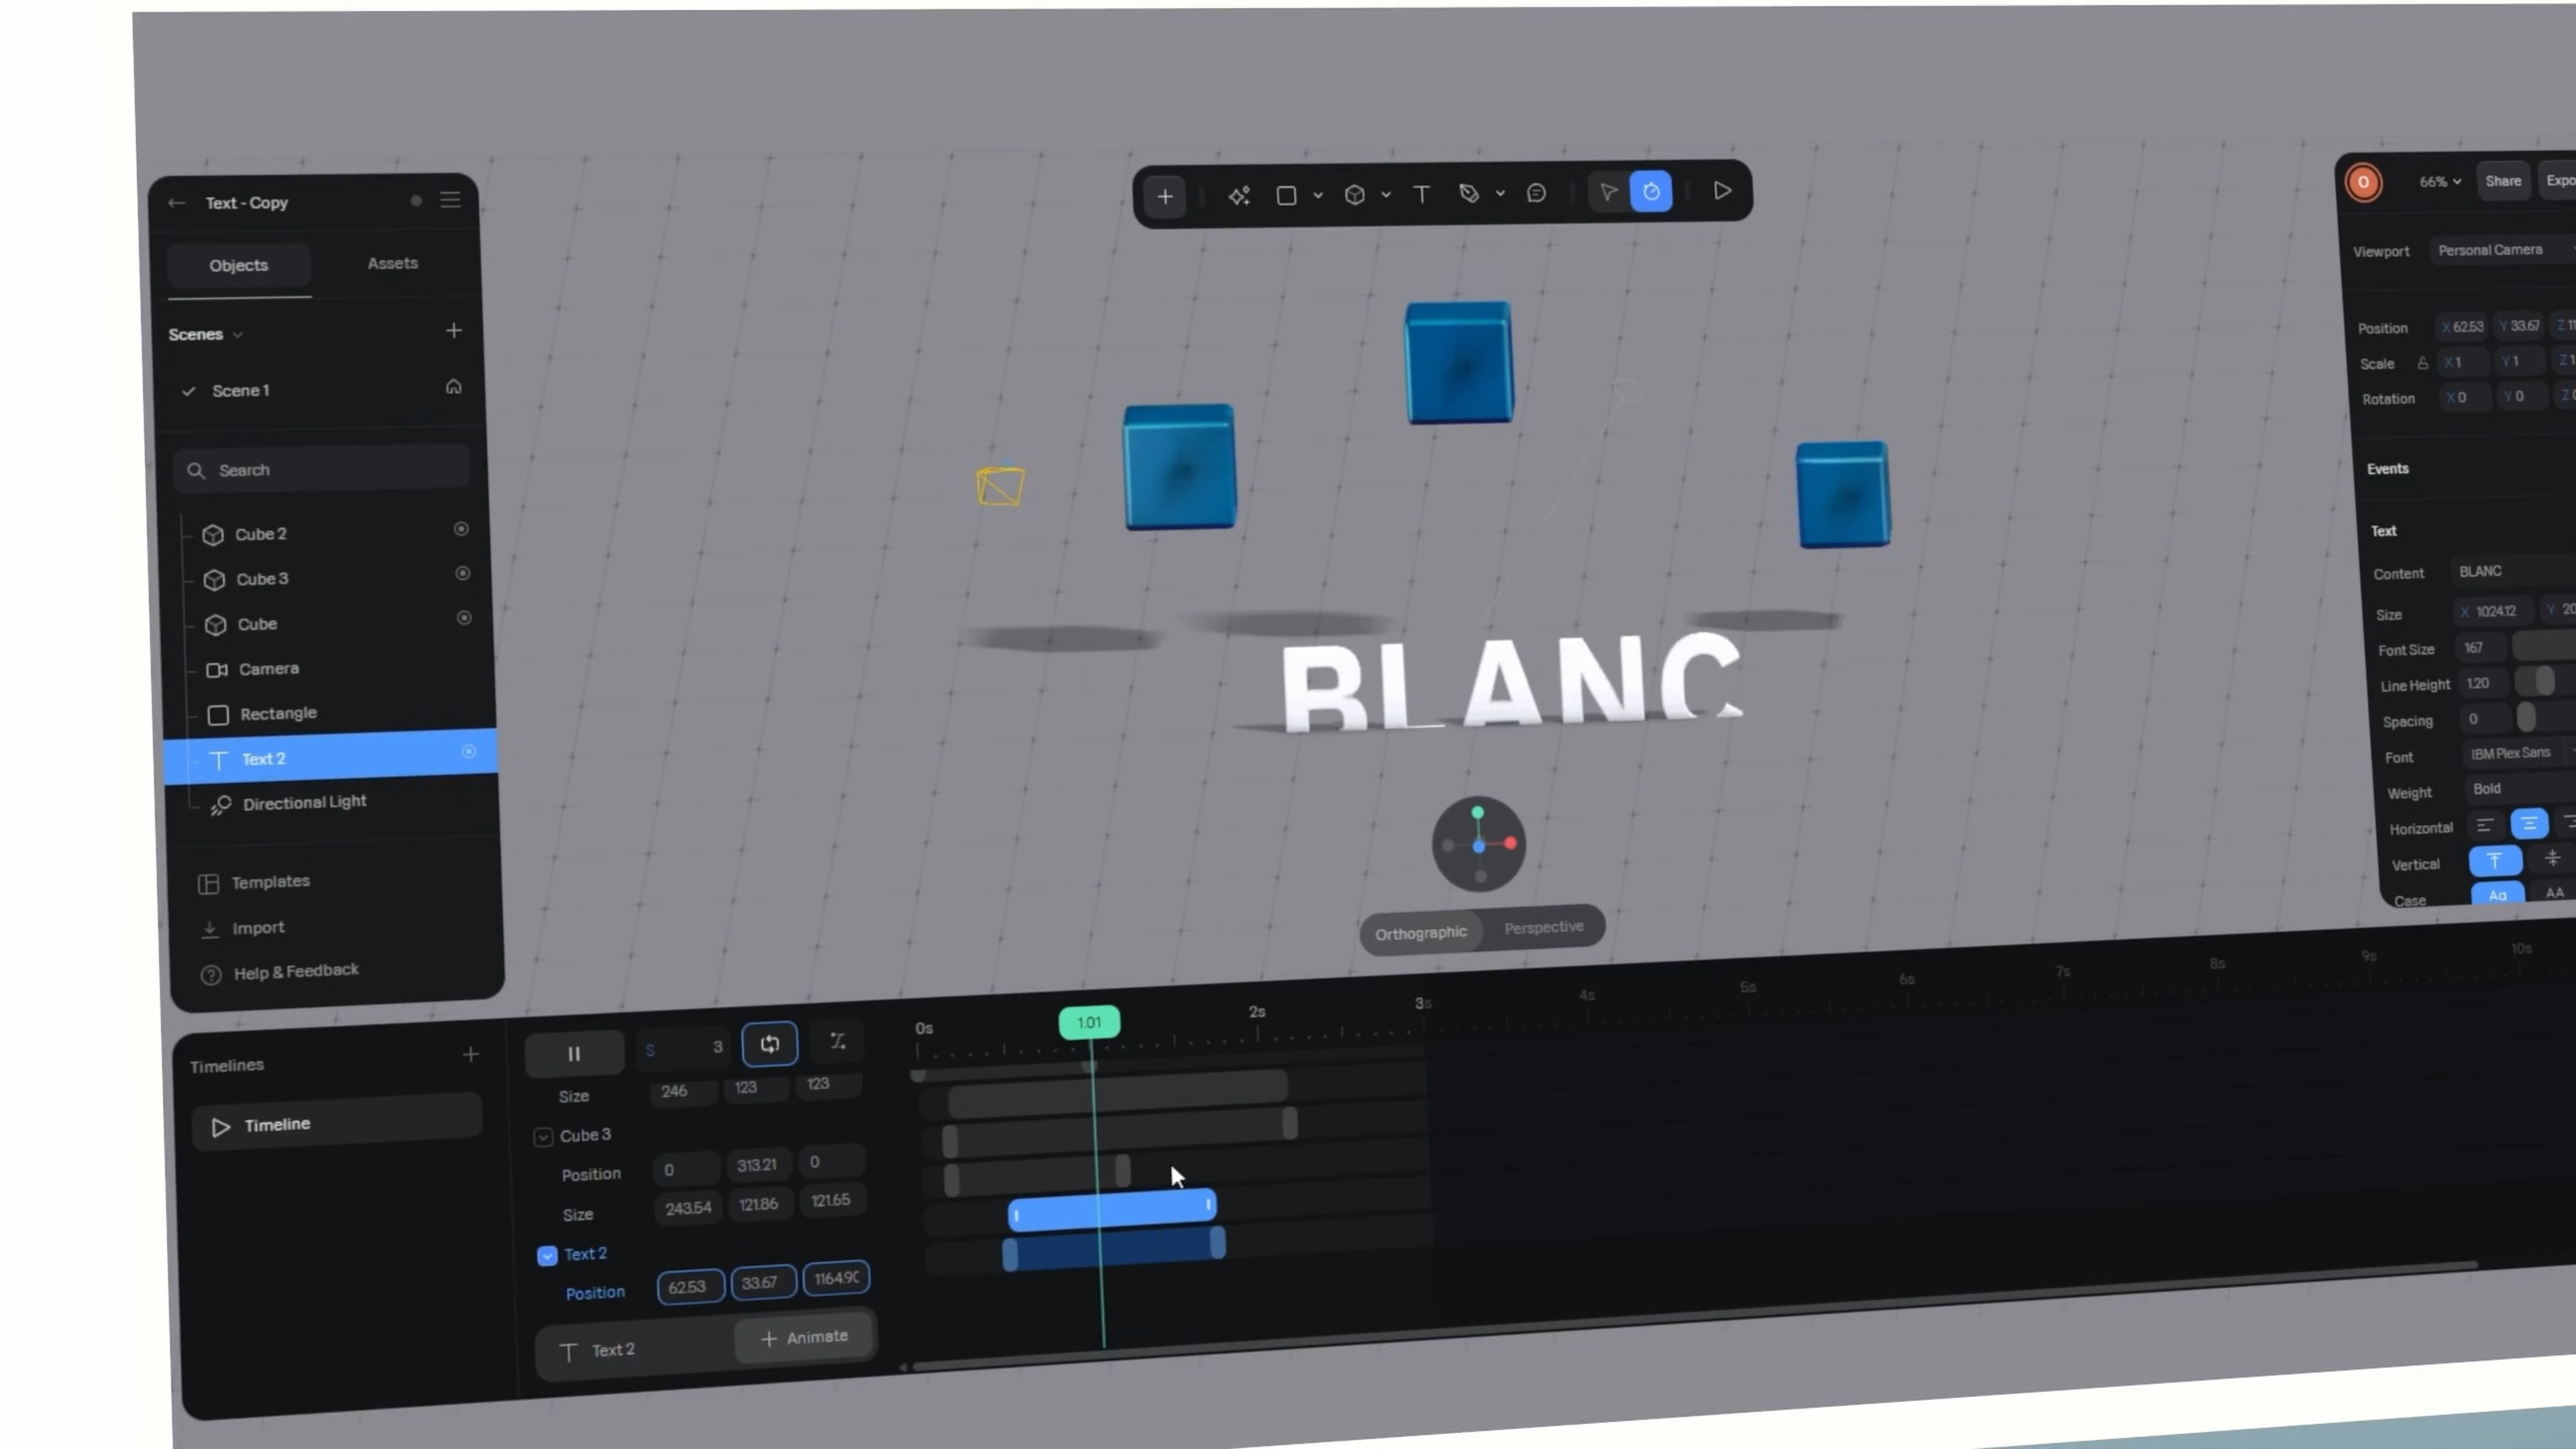 Text - Copy
Objects
Assets
Scenes
Scene 1
Search
Cube 2
Cube 3
Cube
Camera
Rectangle
Text 2
Directional Light
Templates
Import
Help & Feedback
BLANC
Orthographic
Perspective
O
66%
Share
Viewport
Personal Camera
Position
X 62.53
Y 33.67
Scale
X 1
Y 1
Z 1
Rotation
X 0
Y 0
Events
Text
Content
BLANC
Size
X 1024.12
Y 20
Font Size
167
Line Height
1.20
Spacing
0
Font
IBM Plex Sans
Weight
Bold
Horizontal
Vertical
Case
Aa
AA
Timelines
Timeline
S 3
0s
1.01
2s
3s
4s
5s
6s
7s
8s
9s
10s
Size
246
123
123
Cube 3
Position
0
313.21
0
Size
243.54
121.86
121.65
Text 2
Position
62.53
33.67
Text 2
Animate